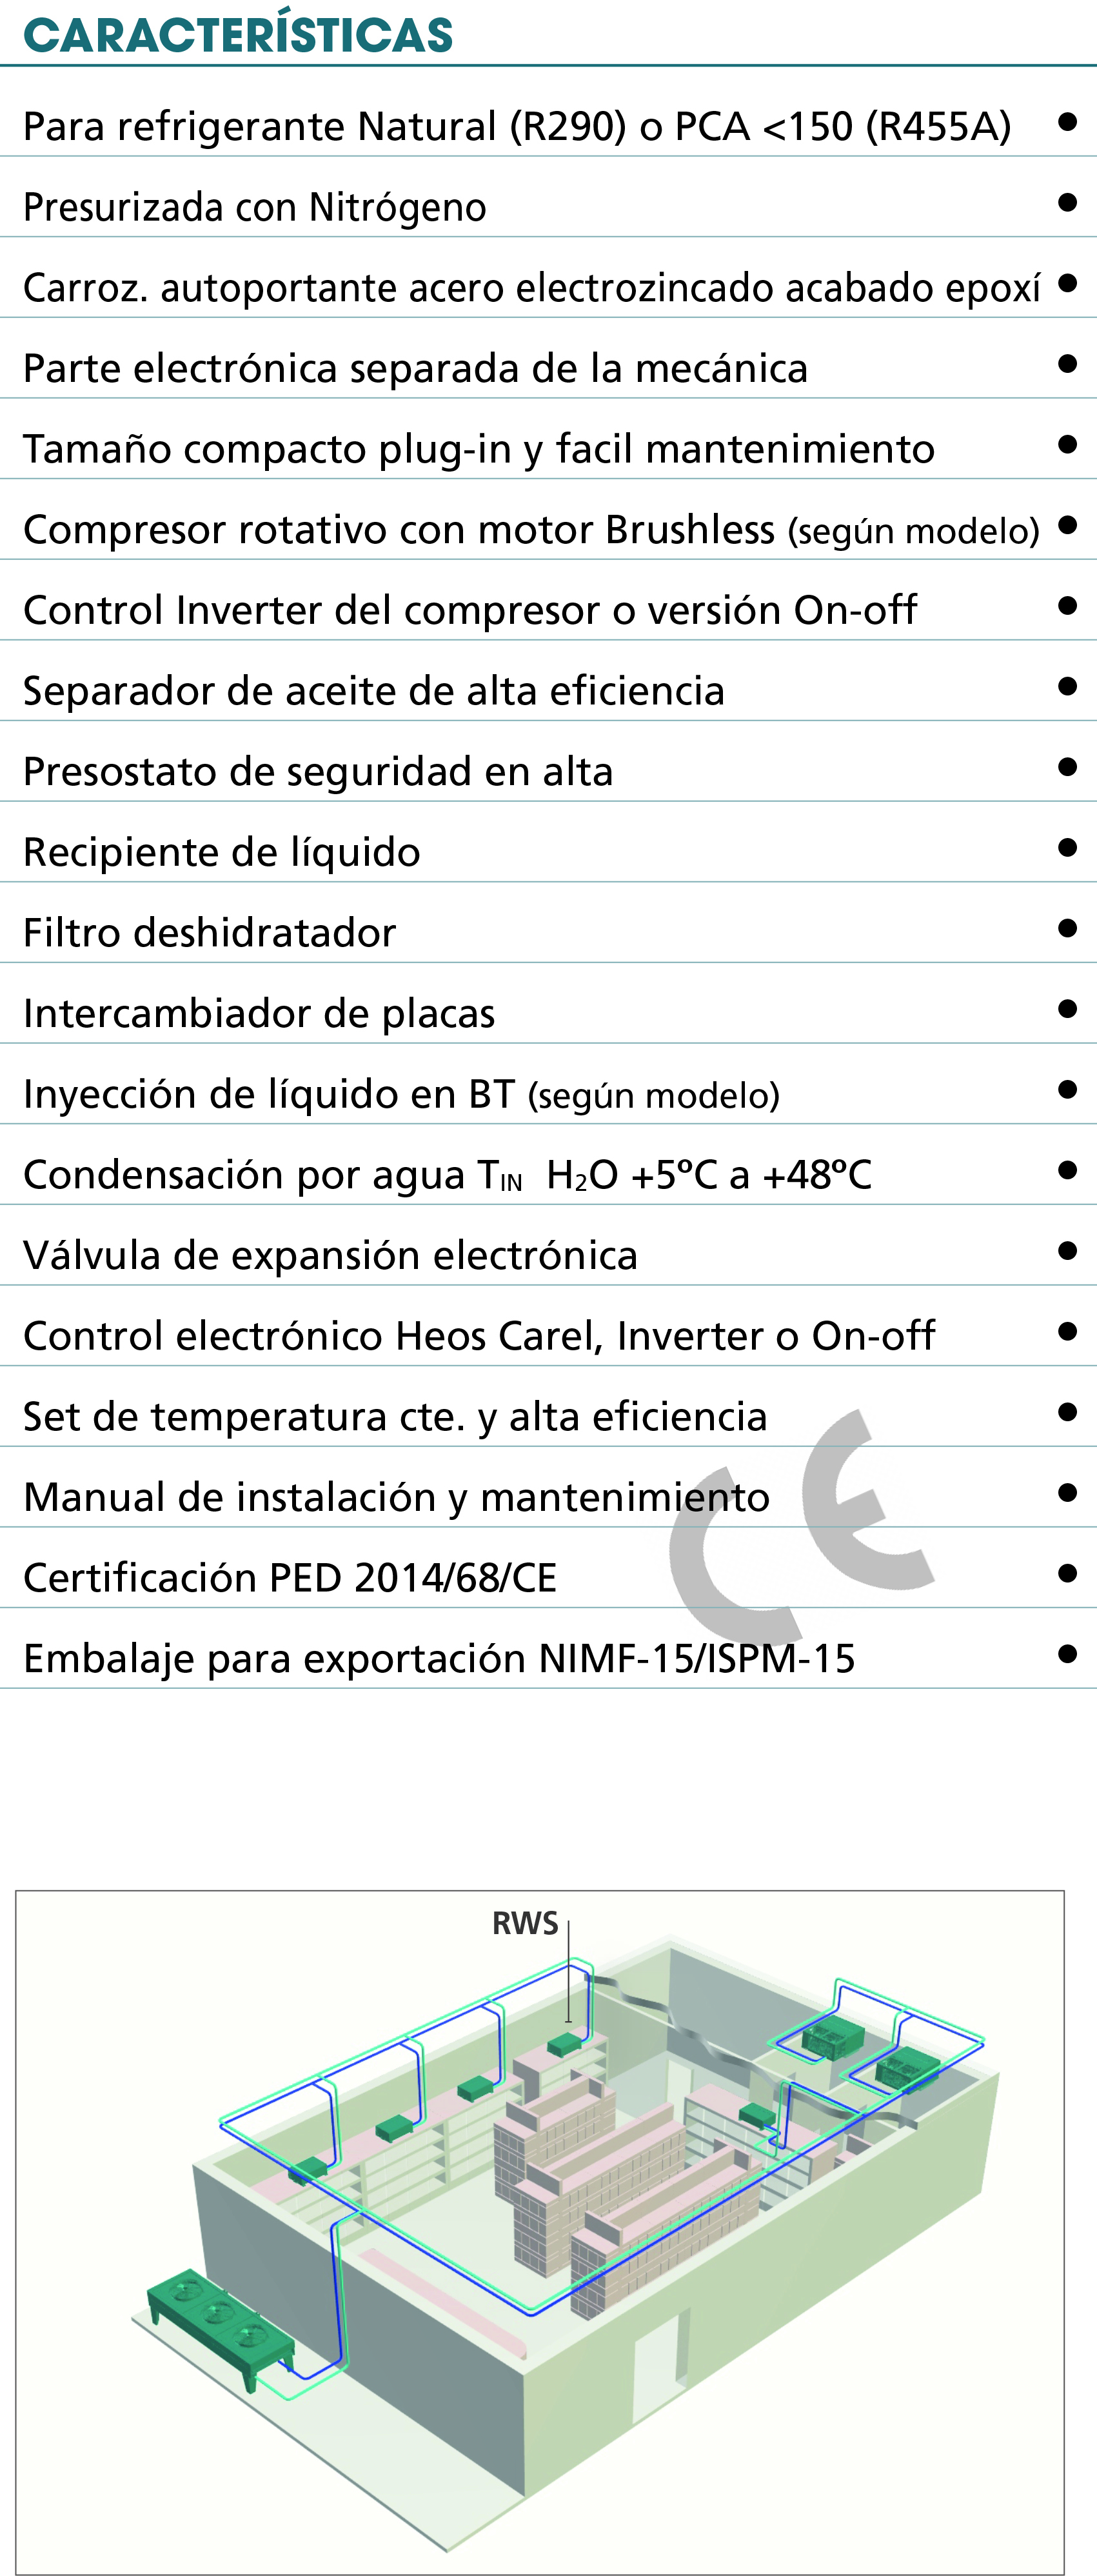 CARACTERÍSTICAS
Para refrigerante Natural (R290) o PCA <150 (R455A) ●
Presurizada con Nitrógeno ●
Carroz. autoportante acero electrozincado acabado epoxí ●
Parte electrónica separada de la mecánica ●
Tamaño compacto plug-in y facil mantenimiento ●
Compresor rotativo con motor Brushless (según modelo) ●
Control Inverter del compresor o versión On-off ●
Separador de aceite de alta eficiencia ●
Presostato de seguridad en alta ●
Recipiente de líquido ●
Filtro deshidratador ●
Intercambiador de placas ●
Inyección de líquido en BT (según modelo) ●
Condensación por agua T_IN H₂O +5ºC a +48ºC ●
Válvula de expansión electrónica ●
Control electrónico Heos Carel, Inverter o On-off ●
Set de temperatura cte. y alta eficiencia ●
Manual de instalación y mantenimiento ●
Certificación PED 2014/68/CE ●
Embalaje para exportación NIMF-15/ISPM-15 ●
CE
RWS